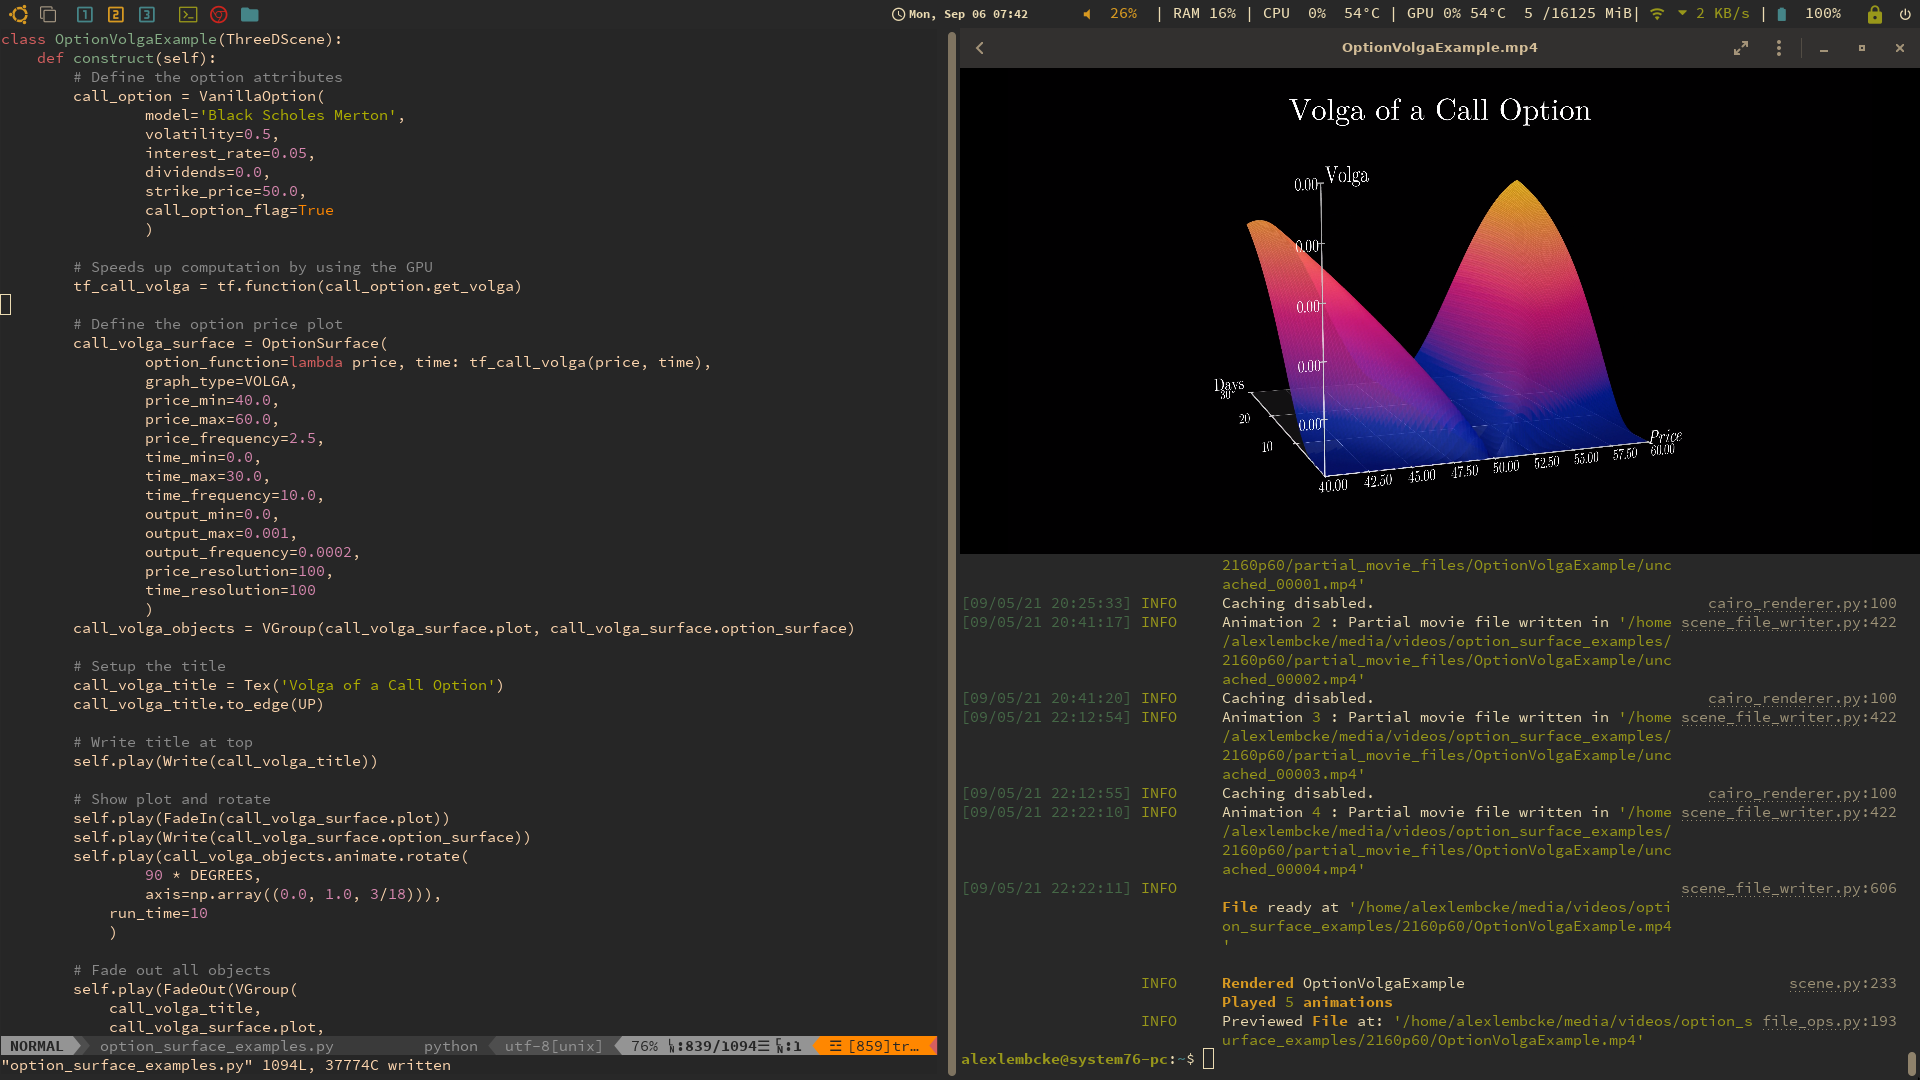 1 2 3 Mon, Sep 06 07:42 26% | RAM 16% | CPU 0% 54°C | GPU 0% 54°C 5 /16125 MiB| 2 KB/s | 100%
class OptionVolgaExample(ThreeDScene):
    def construct(self):
        # Define the option attributes
        call_option = VanillaOption(
                model='Black Scholes Merton',
                volatility=0.5,
                interest_rate=0.05,
                dividends=0.0,
                strike_price=50.0,
                call_option_flag=True
                )
        # Speeds up computation by using the GPU
        tf_call_volga = tf.function(call_option.get_volga)
        # Define the option price plot
        call_volga_surface = OptionSurface(
                option_function=lambda price, time: tf_call_volga(price, time),
                graph_type=VOLGA,
                price_min=40.0,
                price_max=60.0,
                price_frequency=2.5,
                time_min=0.0,
                time_max=30.0,
                time_frequency=10.0,
                output_min=0.0,
                output_max=0.001,
                output_frequency=0.0002,
                price_resolution=100,
                time_resolution=100
                )
        call_volga_objects = VGroup(call_volga_surface.plot, call_volga_surface.option_surface)
        # Setup the title
        call_volga_title = Tex('Volga of a Call Option')
        call_volga_title.to_edge(UP)
        # Write title at top
        self.play(Write(call_volga_title))
        # Show plot and rotate
        self.play(FadeIn(call_volga_surface.plot))
        self.play(Write(call_volga_surface.option_surface))
        self.play(call_volga_objects.animate.rotate(
                90 * DEGREES,
                axis=np.array((0.0, 1.0, 3/18))),
            run_time=10
            )
        # Fade out all objects
        self.play(FadeOut(VGroup(
            call_volga_title,
            call_volga_surface.plot,
NORMAL option_surface_examples.py python utf-8[unix] 76% :839/1094 :1 [859]tr…
"option_surface_examples.py" 1094L, 37774C written
OptionVolgaExample.mp4
Volga of a Call Option
Volga
0.00
0.00
0.00
0.00
0.00
Days
30
20
10
Price
40.00 42.50 45.00 47.50 50.00 52.50 55.00 57.50 60.00
2160p60/partial_movie_files/OptionVolgaExample/unc
ached_00001.mp4'
[09/05/21 20:25:33] INFO Caching disabled. cairo_renderer.py:100
[09/05/21 20:41:17] INFO Animation 2 : Partial movie file written in '/home scene_file_writer.py:422
/alexlembcke/media/videos/option_surface_examples/
2160p60/partial_movie_files/OptionVolgaExample/unc
ached_00002.mp4'
[09/05/21 20:41:20] INFO Caching disabled. cairo_renderer.py:100
[09/05/21 22:12:54] INFO Animation 3 : Partial movie file written in '/home scene_file_writer.py:422
/alexlembcke/media/videos/option_surface_examples/
2160p60/partial_movie_files/OptionVolgaExample/unc
ached_00003.mp4'
[09/05/21 22:12:55] INFO Caching disabled. cairo_renderer.py:100
[09/05/21 22:22:10] INFO Animation 4 : Partial movie file written in '/home scene_file_writer.py:422
/alexlembcke/media/videos/option_surface_examples/
2160p60/partial_movie_files/OptionVolgaExample/unc
ached_00004.mp4'
[09/05/21 22:22:11] INFO scene_file_writer.py:606
File ready at '/home/alexlembcke/media/videos/opti
on_surface_examples/2160p60/OptionVolgaExample.mp4
'
INFO Rendered OptionVolgaExample scene.py:233
Played 5 animations
INFO Previewed File at: '/home/alexlembcke/media/videos/option_s file_ops.py:193
urface_examples/2160p60/OptionVolgaExample.mp4'
alexlembcke@system76-pc:~$